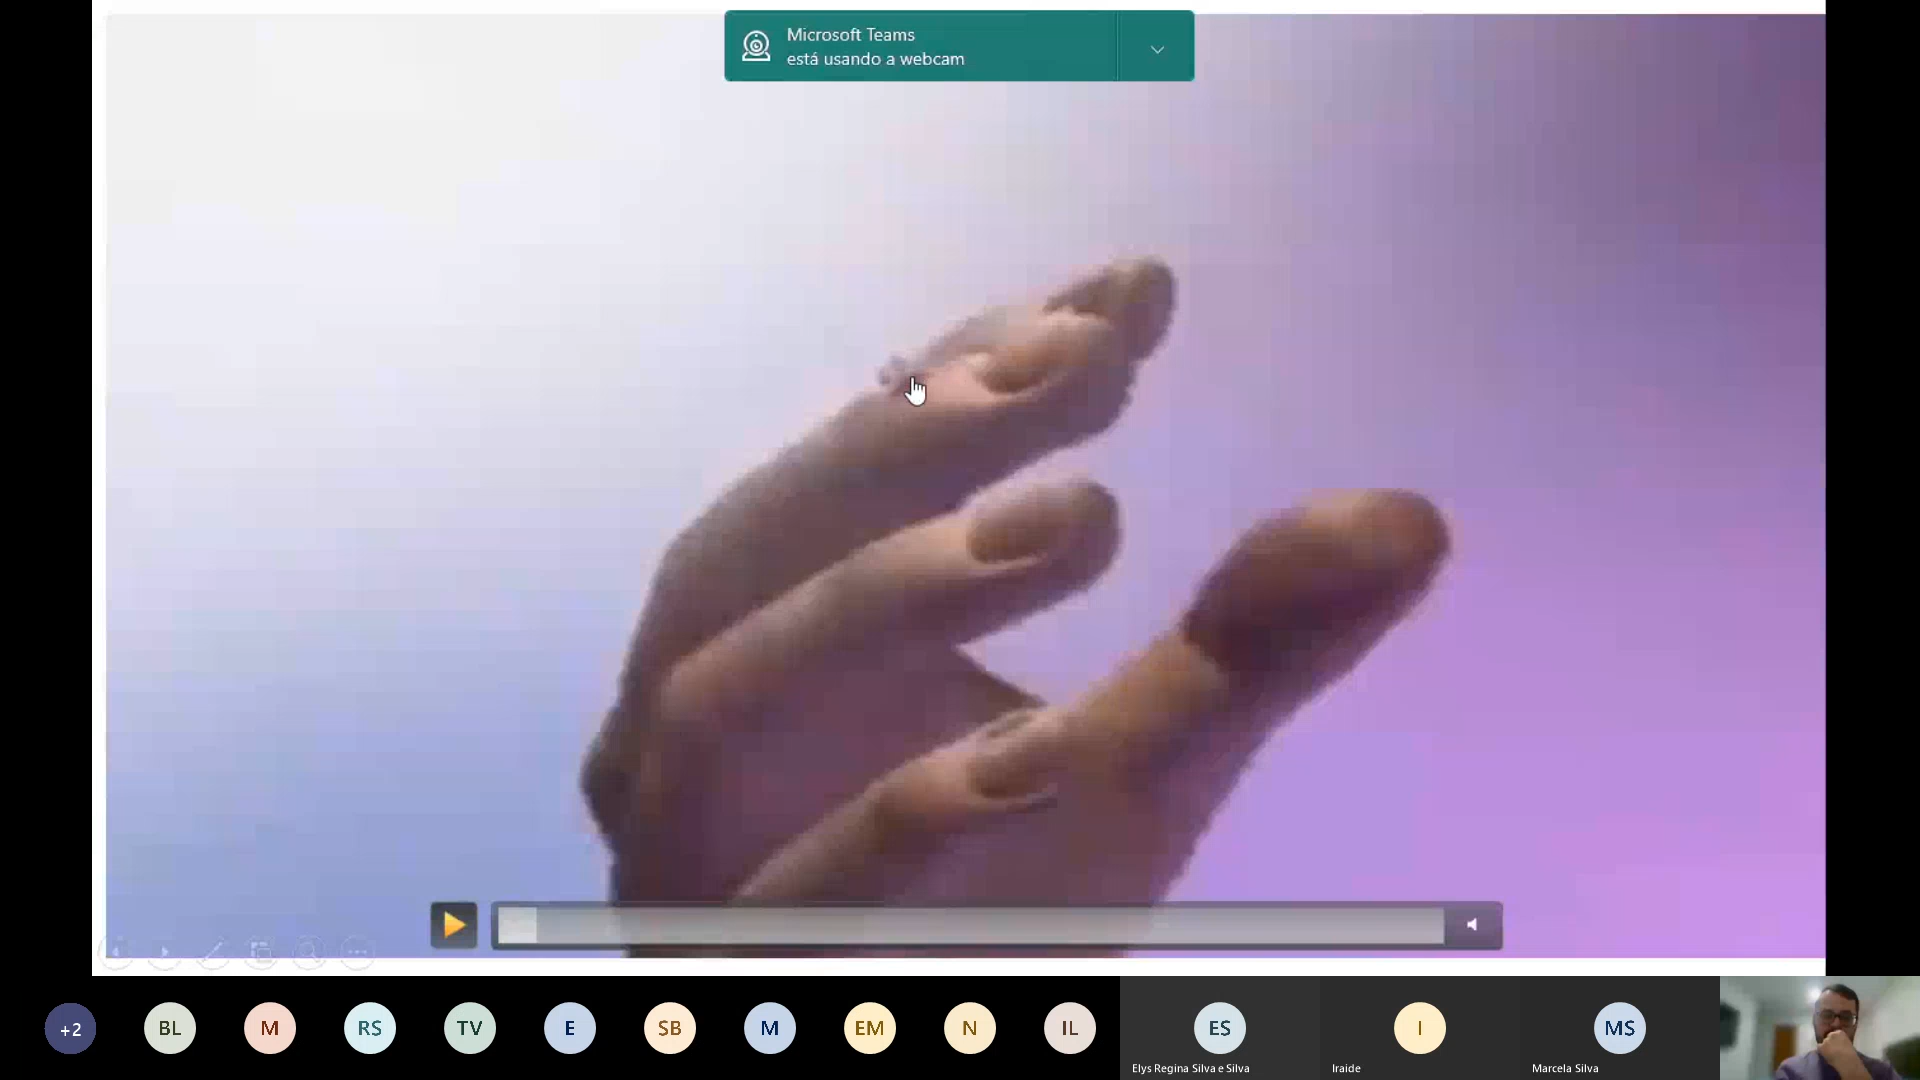 Microsoft Teams
está usando a webcam
+2
BL
M
RS
TV
E
SB
M
EM
N
IL
ES
I
MS
Elys Regina Silva e Silva
Iraide
Marcela Silva